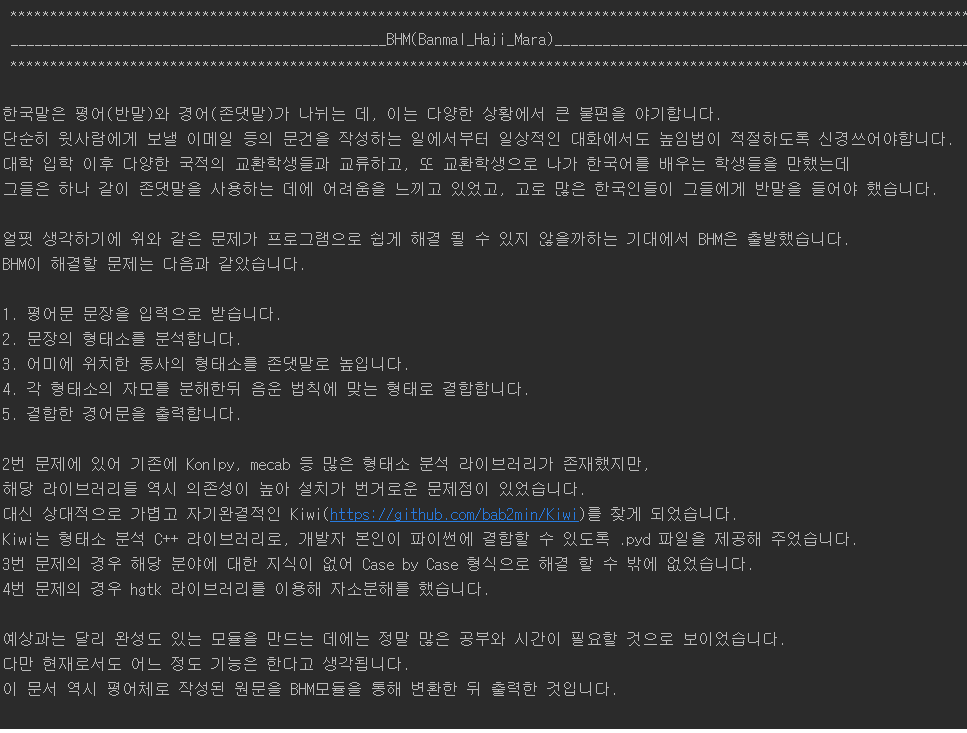 ************************************************************************************************************************
_______________________________________________BHM(Banmal_Haji_Mara)____________________________________________________
************************************************************************************************************************
한국말은 평어(반말)와 경어(존댓말)가 나뉘는 데, 이는 다양한 상황에서 큰 불편을 야기합니다.
단순히 윗사람에게 보낼 이메일 등의 문건을 작성하는 일에서부터 일상적인 대화에서도 높임법이 적절하도록 신경쓰어야합니다.
대학 입학 이후 다양한 국적의 교환학생들과 교류하고, 또 교환학생으로 나가 한국어를 배우는 학생들을 만했는데
그들은 하나 같이 존댓말을 사용하는 데에 어려움을 느끼고 있었고, 고로 많은 한국인들이 그들에게 반말을 들어야 했습니다.
얼핏 생각하기에 위와 같은 문제가 프로그램으로 쉽게 해결 될 수 있지 않을까하는 기대에서 BHM은 출발했습니다.
BHM이 해결할 문제는 다음과 같았습니다.
1. 평어문 문장을 입력으로 받습니다.
2. 문장의 형태소를 분석합니다.
3. 어미에 위치한 동사의 형태소를 존댓말로 높입니다.
4. 각 형태소의 자모를 분해한뒤 음운 법칙에 맞는 형태로 결합합니다.
5. 결합한 경어문을 출력합니다.
2번 문제에 있어 기존에 Konlpy, mecab 등 많은 형태소 분석 라이브러리가 존재했지만,
해당 라이브러리들 역시 의존성이 높아 설치가 번거로운 문제점이 있었습니다.
대신 상대적으로 가볍고 자기완결적인 Kiwi(https://github.com/bab2min/Kiwi)를 찾게 되었습니다.
Kiwi는 형태소 분석 C++ 라이브러리로, 개발자 본인이 파이썬에 결합할 수 있도록 .pyd 파일을 제공해 주었습니다.
3번 문제의 경우 해당 분야에 대한 지식이 없어 Case by Case 형식으로 해결 할 수 밖에 없었습니다.
4번 문제의 경우 hgtk 라이브러리를 이용해 자소분해를 했습니다.
예상과는 달리 완성도 있는 모듈을 만드는 데에는 정말 많은 공부와 시간이 필요할 것으로 보이었습니다.
다만 현재로서도 어느 정도 기능은 한다고 생각됩니다.
이 문서 역시 평어체로 작성된 원문을 BHM모듈을 통해 변환한 뒤 출력한 것입니다.